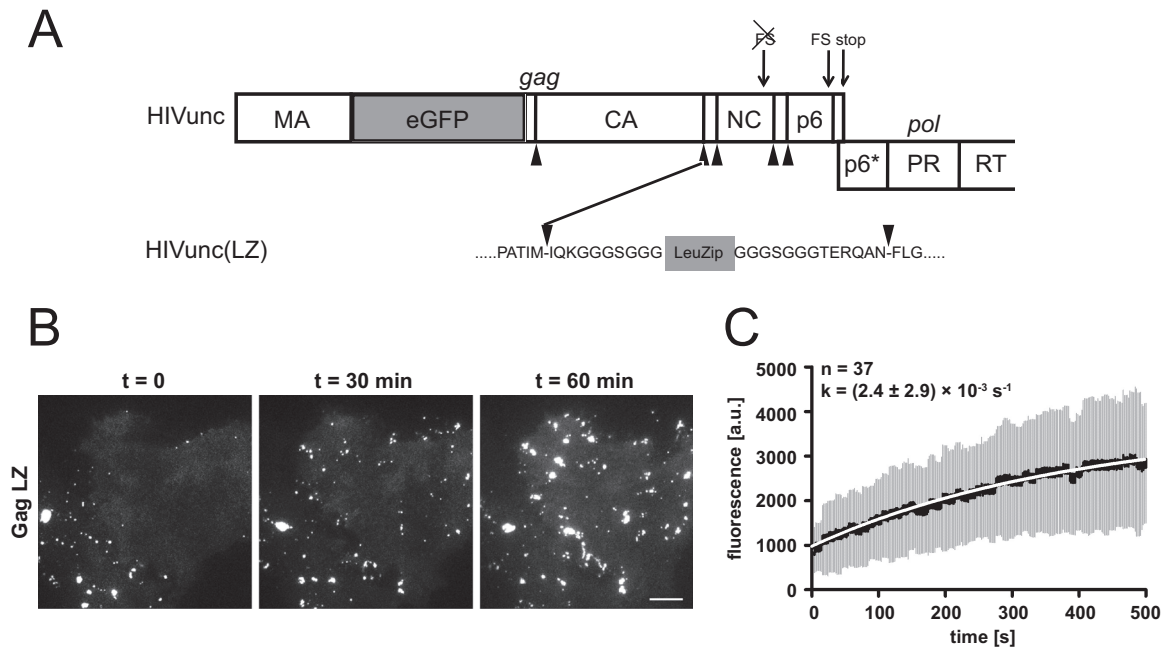 A
FS
FS stop
gag
HIVunc
MA
eGFP
CA
NC
p6
pol
p6*
PR
RT
HIVunc(LZ)
.....PATIM-IQKGGGSGGG LeuZip GGGSGGGTERQAN-FLG.....
B
t = 0
t = 30 min
t = 60 min
Gag LZ
C
n = 37
k = (2.4 ± 2.9) × 10⁻³ s⁻¹
fluorescence [a.u.]
5000
4000
3000
2000
1000
0
0 100 200 300 400 500
time [s]